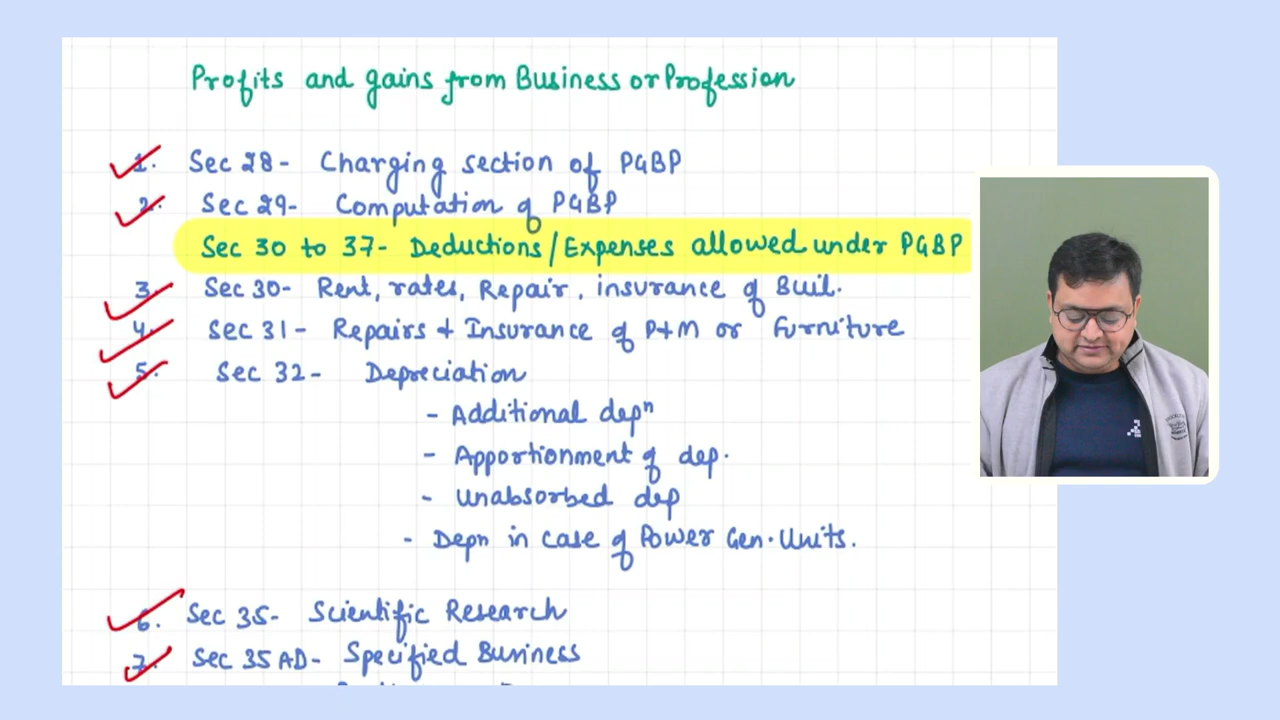 Profits and gains from Business or Profession
1. Sec 28- Charging section of PGBP
2. Sec 29- Computation of PGBP
Sec 30 to 37- Deductions/Expenses allowed under PGBP
3. Sec 30- Rent, rates, Repair, insurance of Buil.
4. Sec 31- Repairs + Insurance of P+M or Furniture
5. Sec 32- Depreciation
- Additional depⁿ
- Apportionment of dep.
- Unabsorbed dep
- Depn in case of Power Gen. Units.
6. Sec 35- Scientific Research
7. Sec 35 AD- Specified Business